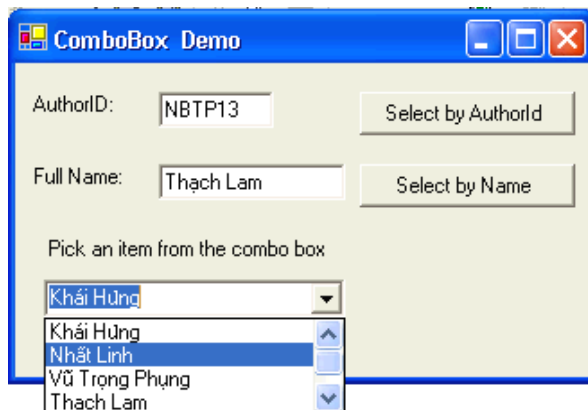 ComboBox Demo
AuthorID: NBTP13 Select by AuthorId
Full Name: Thạch Lam Select by Name
Pick an item from the combo box
Khái Hưng
Khái Hưng
Nhất Linh
Vũ Trọng Phụng
Thạch Lam